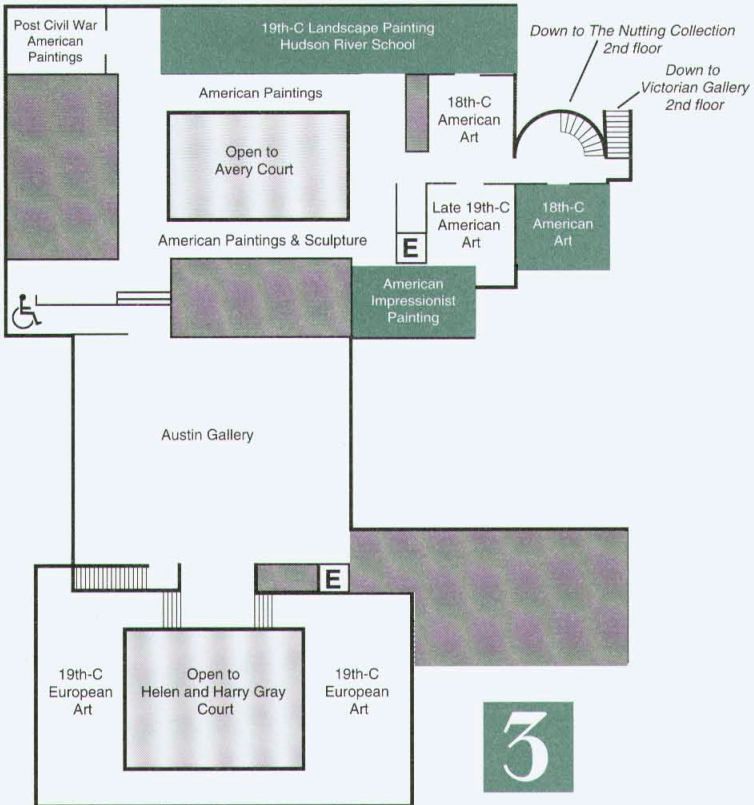 Post Civil War
American
Paintings
19th-C Landscape Painting
Hudson River School
Down to The Nutting Collection
2nd floor
Down to
Victorian Gallery
2nd floor
American Paintings
18th-C
American
Art
Open to
Avery Court
Late 19th-C
American
Art
18th-C
American
Art
American Paintings & Sculpture
E
American
Impressionist
Painting
Austin Gallery
E
19th-C
European
Art
Open to
Helen and Harry Gray
Court
19th-C
European
Art
3